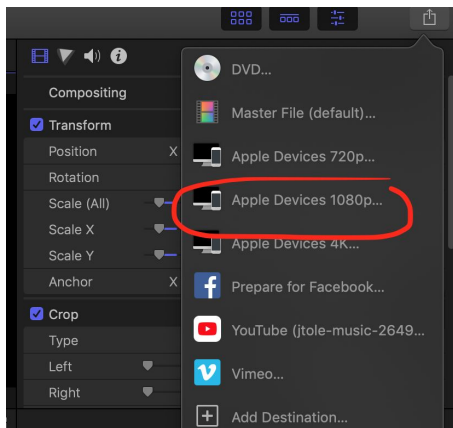 Compositing
Transform
Position X
Rotation
Scale (All)
Scale X
Scale Y
Anchor X
Crop
Type
Left
Right
DVD...
Master File (default)...
Apple Devices 720p...
Apple Devices 1080p...
Apple Devices 4K...
Prepare for Facebook...
YouTube (jtole-music-2649...
Vimeo...
Add Destination...